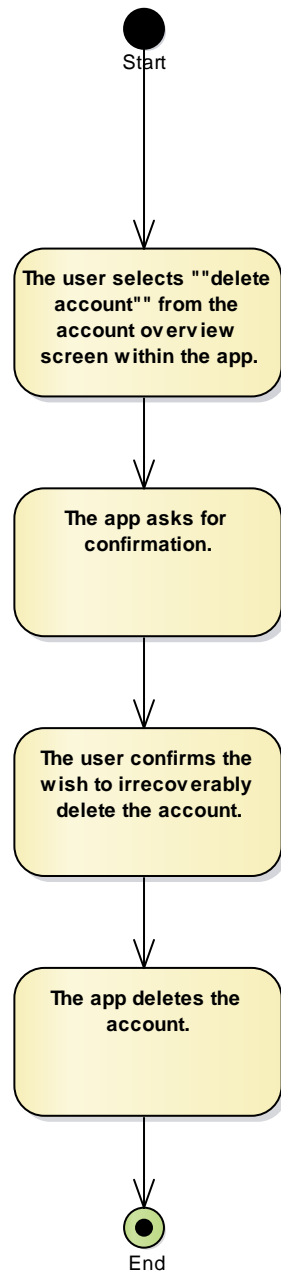 Start
The user selects ""delete
account"" from the
account overview
screen within the app.
The app asks for
confirmation.
The user confirms the
wish to irrecoverably
delete the account.
The app deletes the
account.
End